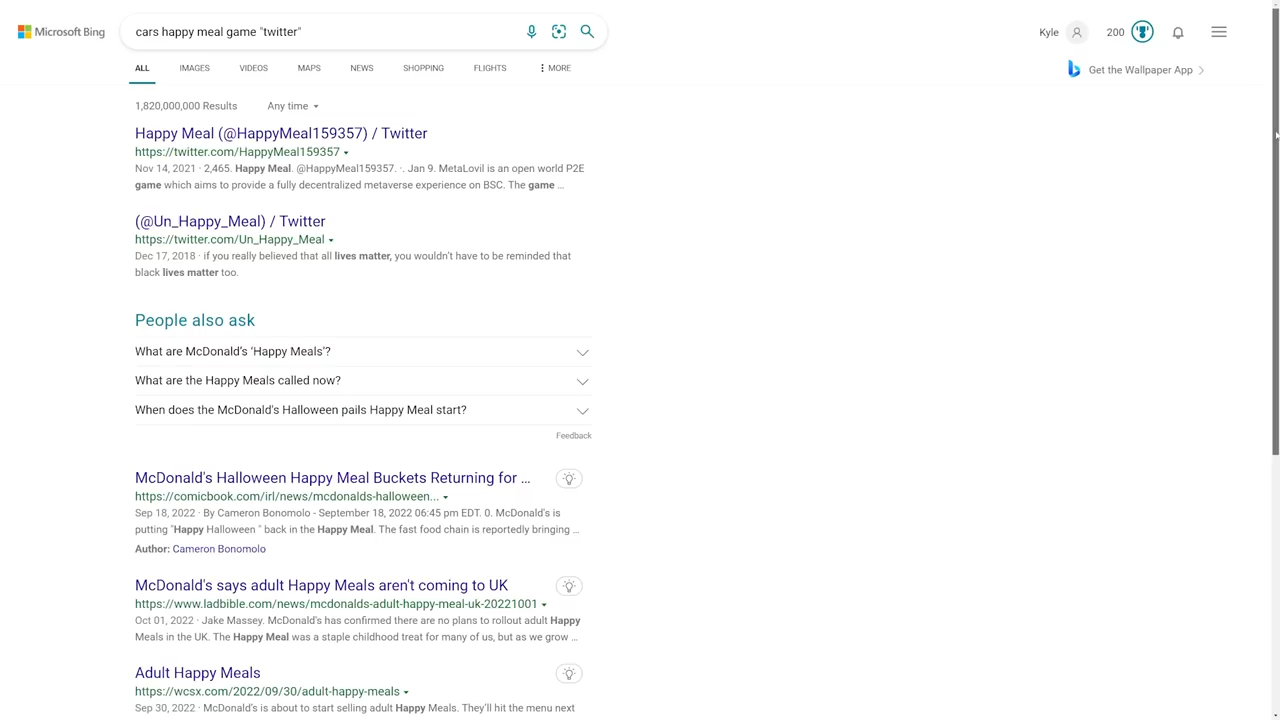 Microsoft Bing
cars happy meal game "twitter"
Kyle
200
ALL
IMAGES
VIDEOS
MAPS
NEWS
SHOPPING
FLIGHTS
MORE
Get the Wallpaper App
1,820,000,000 Results
Any time
Happy Meal (@HappyMeal159357) / Twitter
https://twitter.com/HappyMeal159357
Nov 14, 2021 · 2,465. Happy Meal. @HappyMeal159357. ·. Jan 9. MetaLovil is an open world P2E
game which aims to provide a fully decentralized metaverse experience on BSC. The game ...
(@Un_Happy_Meal) / Twitter
https://twitter.com/Un_Happy_Meal
Dec 17, 2018 · if you really believed that all lives matter, you wouldn't have to be reminded that
black lives matter too.
People also ask
What are McDonald's 'Happy Meals'?
What are the Happy Meals called now?
When does the McDonald's Halloween pails Happy Meal start?
Feedback
McDonald's Halloween Happy Meal Buckets Returning for ...
https://comicbook.com/irl/news/mcdonalds-halloween...
Sep 18, 2022 · By Cameron Bonomolo - September 18, 2022 06:45 pm EDT. 0. McDonald's is
putting "Happy Halloween " back in the Happy Meal. The fast food chain is reportedly bringing ...
Author: Cameron Bonomolo
McDonald's says adult Happy Meals aren't coming to UK
https://www.ladbible.com/news/mcdonalds-adult-happy-meal-uk-20221001
Oct 01, 2022 · Jake Massey. McDonald's has confirmed there are no plans to rollout adult Happy
Meals in the UK. The Happy Meal was a staple childhood treat for many of us, but as we grow ...
Adult Happy Meals
https://wcsx.com/2022/09/30/adult-happy-meals
Sep 30, 2022 · McDonald's is about to start selling adult Happy Meals. They'll hit the menu next